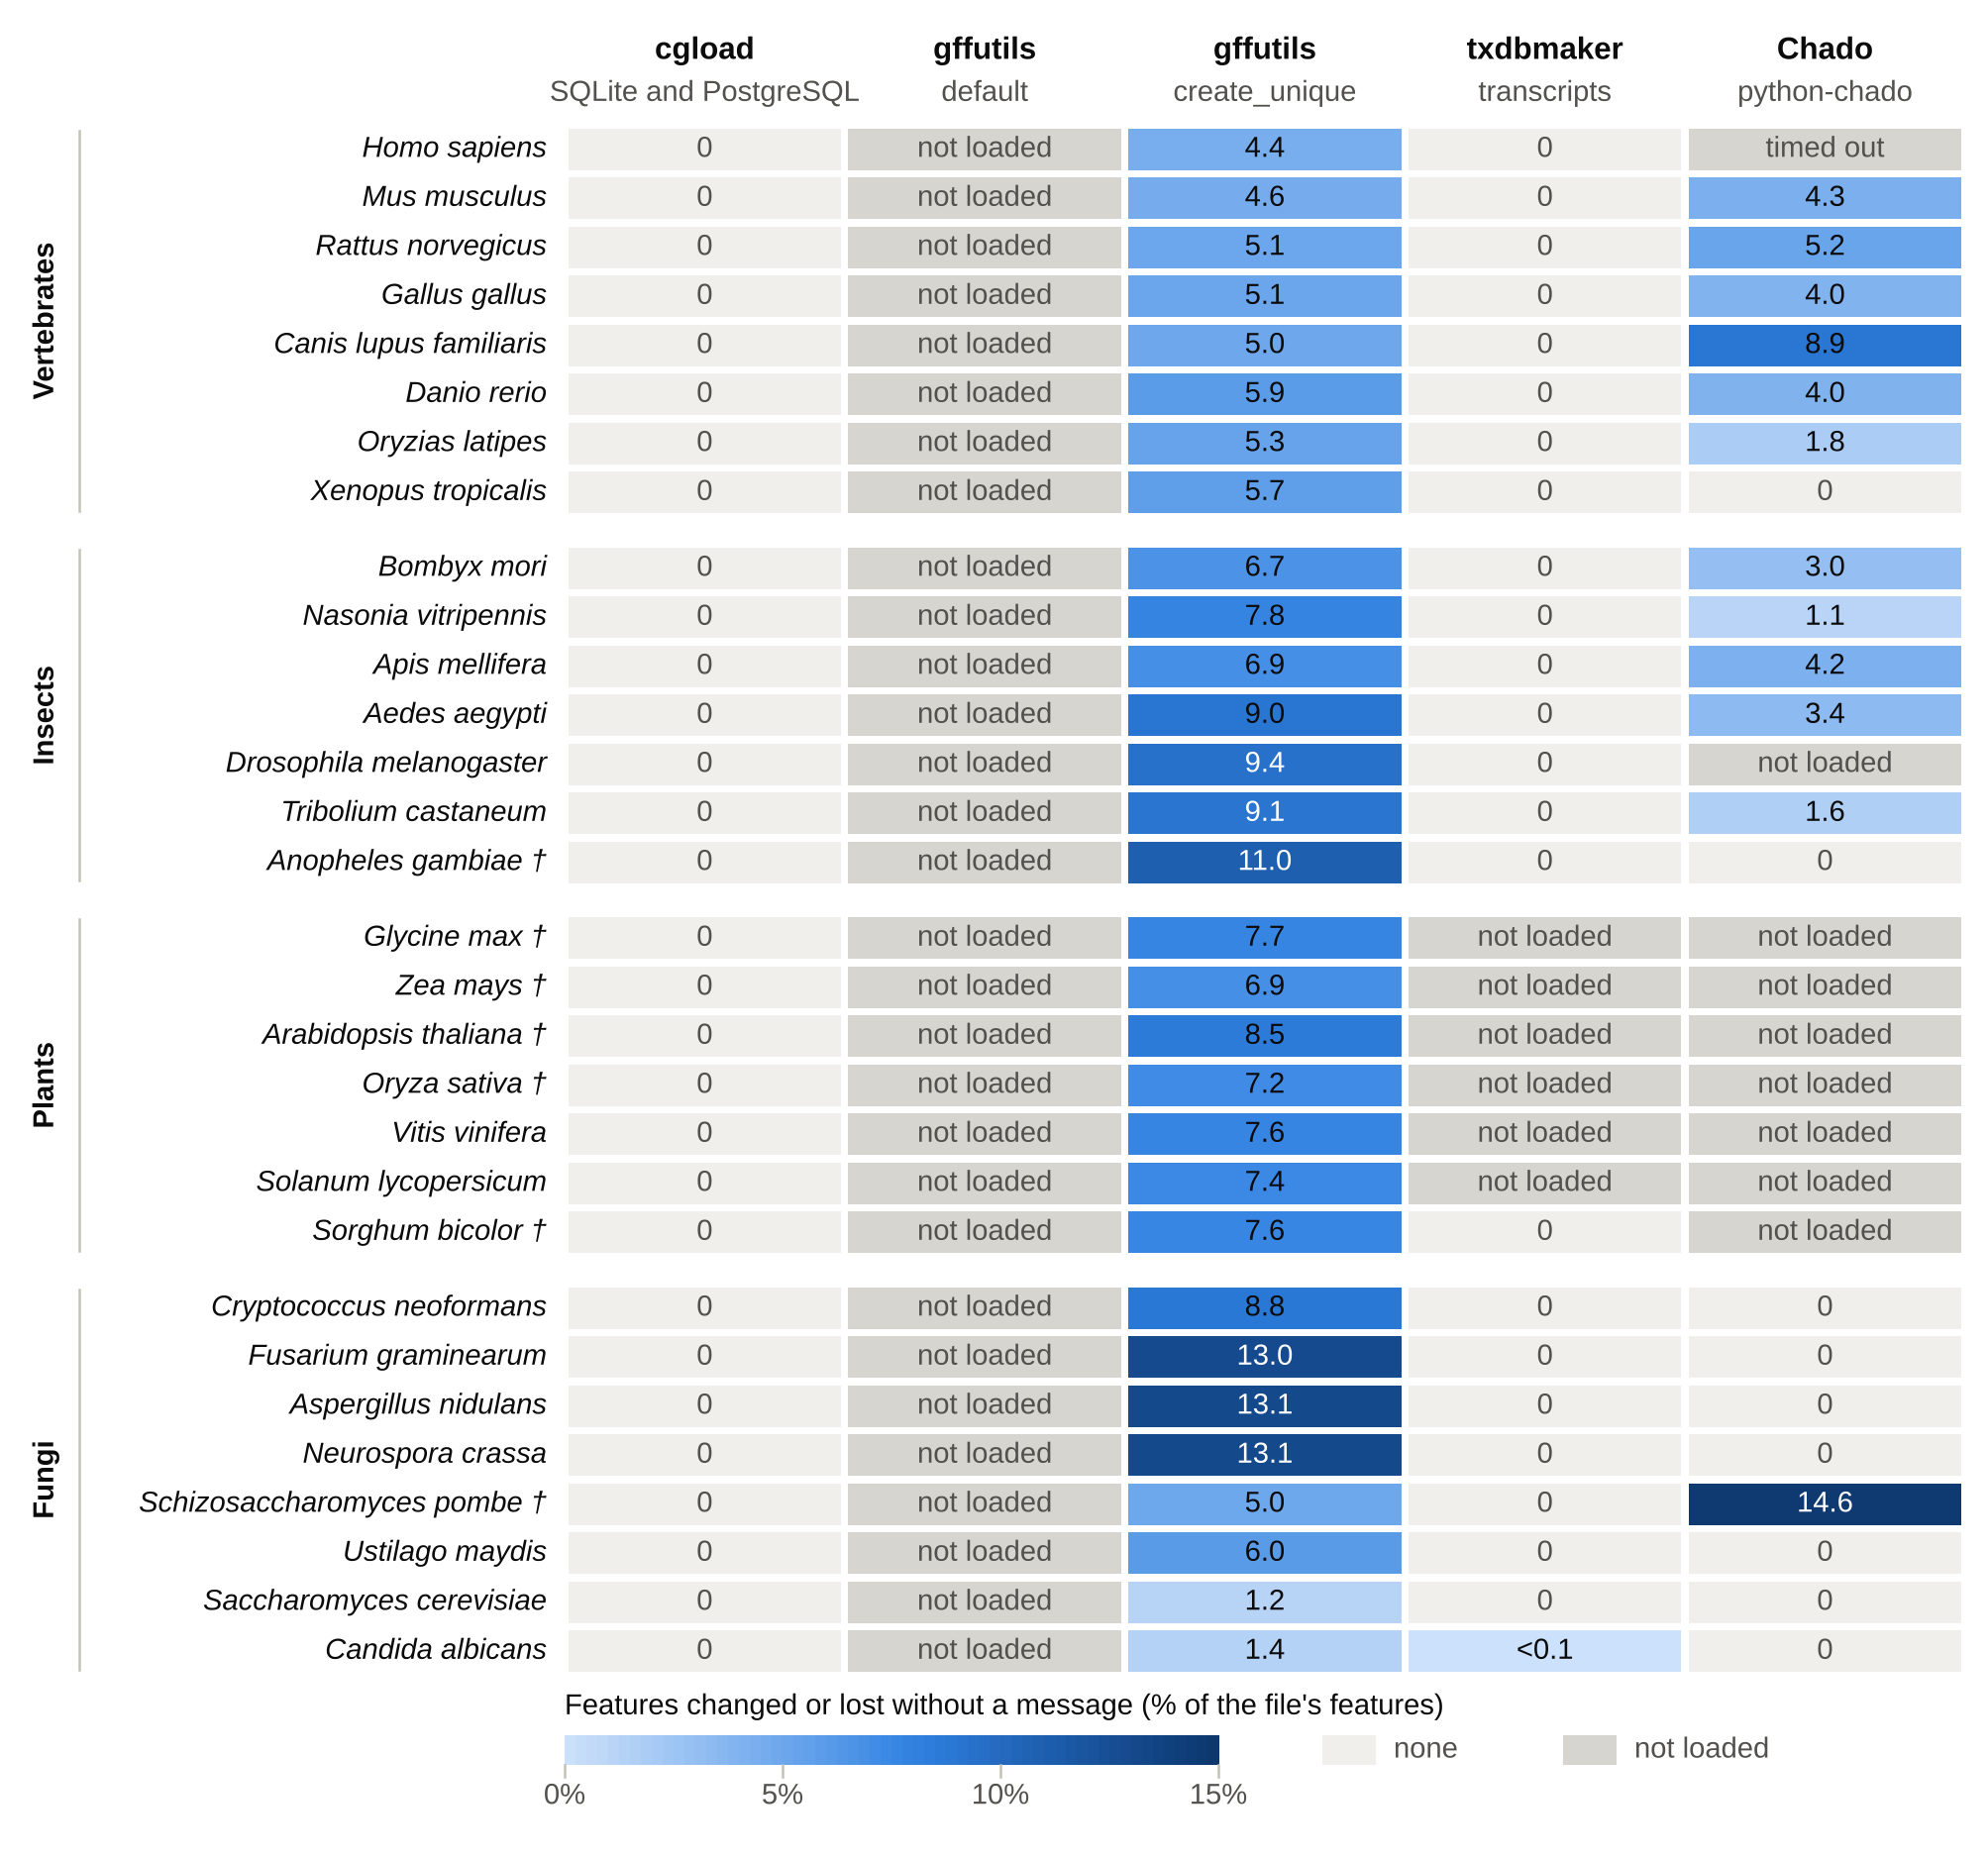 cgload gffutils gffutils txdbmaker Chado
SQLite and PostgreSQL default create_unique transcripts python-chado
Vertebrates
Homo sapiens 0 not loaded 4.4 0 timed out
Mus musculus 0 not loaded 4.6 0 4.3
Rattus norvegicus 0 not loaded 5.1 0 5.2
Gallus gallus 0 not loaded 5.1 0 4.0
Canis lupus familiaris 0 not loaded 5.0 0 8.9
Danio rerio 0 not loaded 5.9 0 4.0
Oryzias latipes 0 not loaded 5.3 0 1.8
Xenopus tropicalis 0 not loaded 5.7 0 0
Insects
Bombyx mori 0 not loaded 6.7 0 3.0
Nasonia vitripennis 0 not loaded 7.8 0 1.1
Apis mellifera 0 not loaded 6.9 0 4.2
Aedes aegypti 0 not loaded 9.0 0 3.4
Drosophila melanogaster 0 not loaded 9.4 0 not loaded
Tribolium castaneum 0 not loaded 9.1 0 1.6
Anopheles gambiae † 0 not loaded 11.0 0 0
Plants
Glycine max † 0 not loaded 7.7 not loaded not loaded
Zea mays † 0 not loaded 6.9 not loaded not loaded
Arabidopsis thaliana † 0 not loaded 8.5 not loaded not loaded
Oryza sativa † 0 not loaded 7.2 not loaded not loaded
Vitis vinifera 0 not loaded 7.6 not loaded not loaded
Solanum lycopersicum 0 not loaded 7.4 not loaded not loaded
Sorghum bicolor † 0 not loaded 7.6 0 not loaded
Fungi
Cryptococcus neoformans 0 not loaded 8.8 0 0
Fusarium graminearum 0 not loaded 13.0 0 0
Aspergillus nidulans 0 not loaded 13.1 0 0
Neurospora crassa 0 not loaded 13.1 0 0
Schizosaccharomyces pombe † 0 not loaded 5.0 0 14.6
Ustilago maydis 0 not loaded 6.0 0 0
Saccharomyces cerevisiae 0 not loaded 1.2 0 0
Candida albicans 0 not loaded 1.4 <0.1 0
Features changed or lost without a message (% of the file's features)
none not loaded
0% 5% 10% 15%